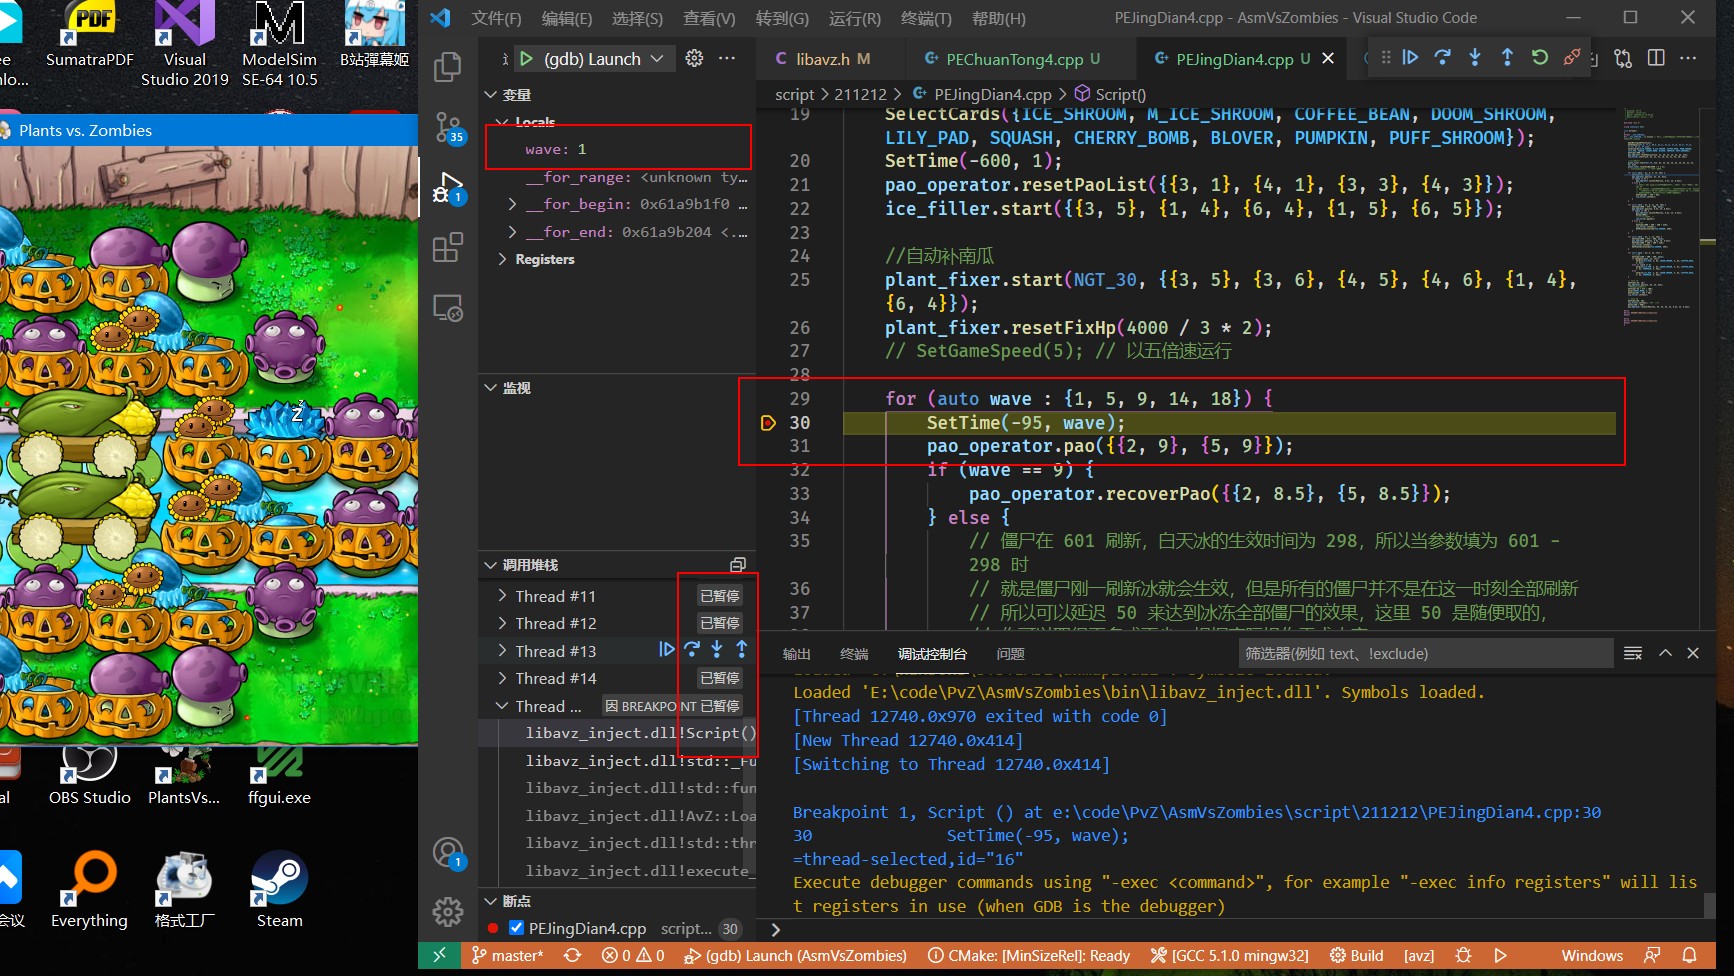 SumatraPDF
Visual
Studio 2019
ModelSim
SE-64 10.5
B站彈幕姬
Plants vs. Zombies
OBS Studio
PlantsVs...
ffgui.exe
Everything
格式工厂
Steam
文件(F) 编辑(E) 选择(S) 查看(V) 转到(G) 运行(R) 终端(T) 帮助(H) PEJingDian4.cpp - AsmVsZombies - Visual Studio Code
(gdb) Launch
libavz.h M
PEChuanTong4.cpp U
PEJingDian4.cpp U
script > 211212 > PEJingDian4.cpp > Script()
变量
Locals
wave: 1
__for_range: <unknown ty…
__for_begin: 0x61a9b1f0 …
__for_end: 0x61a9b204 <.…
Registers
监视
调用堆栈
Thread #11 已暂停
Thread #12 已暂停
Thread #13
Thread #14 已暂停
Thread ... 因 BREAKPOINT 已暂停
libavz_inject.dll!Script()
libavz_inject.dll!std::_Fu
libavz_inject.dll!std::fun
libavz_inject.dll!AvZ::Loa
libavz_inject.dll!std::thr
libavz_inject.dll!execute_
断点
PEJingDian4.cpp script... 30
35
1
1
19 SelectCards({ICE_SHROOM, M_ICE_SHROOM, COFFEE_BEAN, DOOM_SHROOM,
LILY_PAD, SQUASH, CHERRY_BOMB, BLOVER, PUMPKIN, PUFF_SHROOM});
20 SetTime(-600, 1);
21 pao_operator.resetPaoList({{3, 1}, {4, 1}, {3, 3}, {4, 3}});
22 ice_filler.start({{3, 5}, {1, 4}, {6, 4}, {1, 5}, {6, 5}});
23
24 //自动补南瓜
25 plant_fixer.start(NGT_30, {{3, 5}, {3, 6}, {4, 5}, {4, 6}, {1, 4},
{6, 4}});
26 plant_fixer.resetFixHp(4000 / 3 * 2);
27 // SetGameSpeed(5); // 以五倍速运行
28
29 for (auto wave : {1, 5, 9, 14, 18}) {
30 SetTime(-95, wave);
31 pao_operator.pao({{2, 9}, {5, 9}});
32 if (wave == 9) {
33 pao_operator.recoverPao({{2, 8.5}, {5, 8.5}});
34 } else {
35 // 僵尸在 601 刷新，白天冰的生效时间为 298，所以当参数填为 601 -
298 时
36 // 就是僵尸刚一刷新冰就会生效，但是所有的僵尸并不是在这一时刻全部刷新
37 // 所以可以延迟 50 来达到冰冻全部僵尸的效果，这里 50 是随便取的，
输出 终端 调试控制台 问题 筛选器(例如 text、!exclude)
Loaded 'E:\code\PvZ\AsmVsZombies\bin\libavz_inject.dll'. Symbols loaded.
[Thread 12740.0x970 exited with code 0]
[New Thread 12740.0x414]
[Switching to Thread 12740.0x414]
Breakpoint 1, Script () at e:\code\PvZ\AsmVsZombies\script\211212\PEJingDian4.cpp:30
30 SetTime(-95, wave);
=thread-selected,id="16"
Execute debugger commands using "-exec <command>", for example "-exec info registers" will lis
t registers in use (when GDB is the debugger)
master* 0 0 (gdb) Launch (AsmVsZombies) CMake: [MinSizeRel]: Ready [GCC 5.1.0 mingw32] Build [avz] Windows